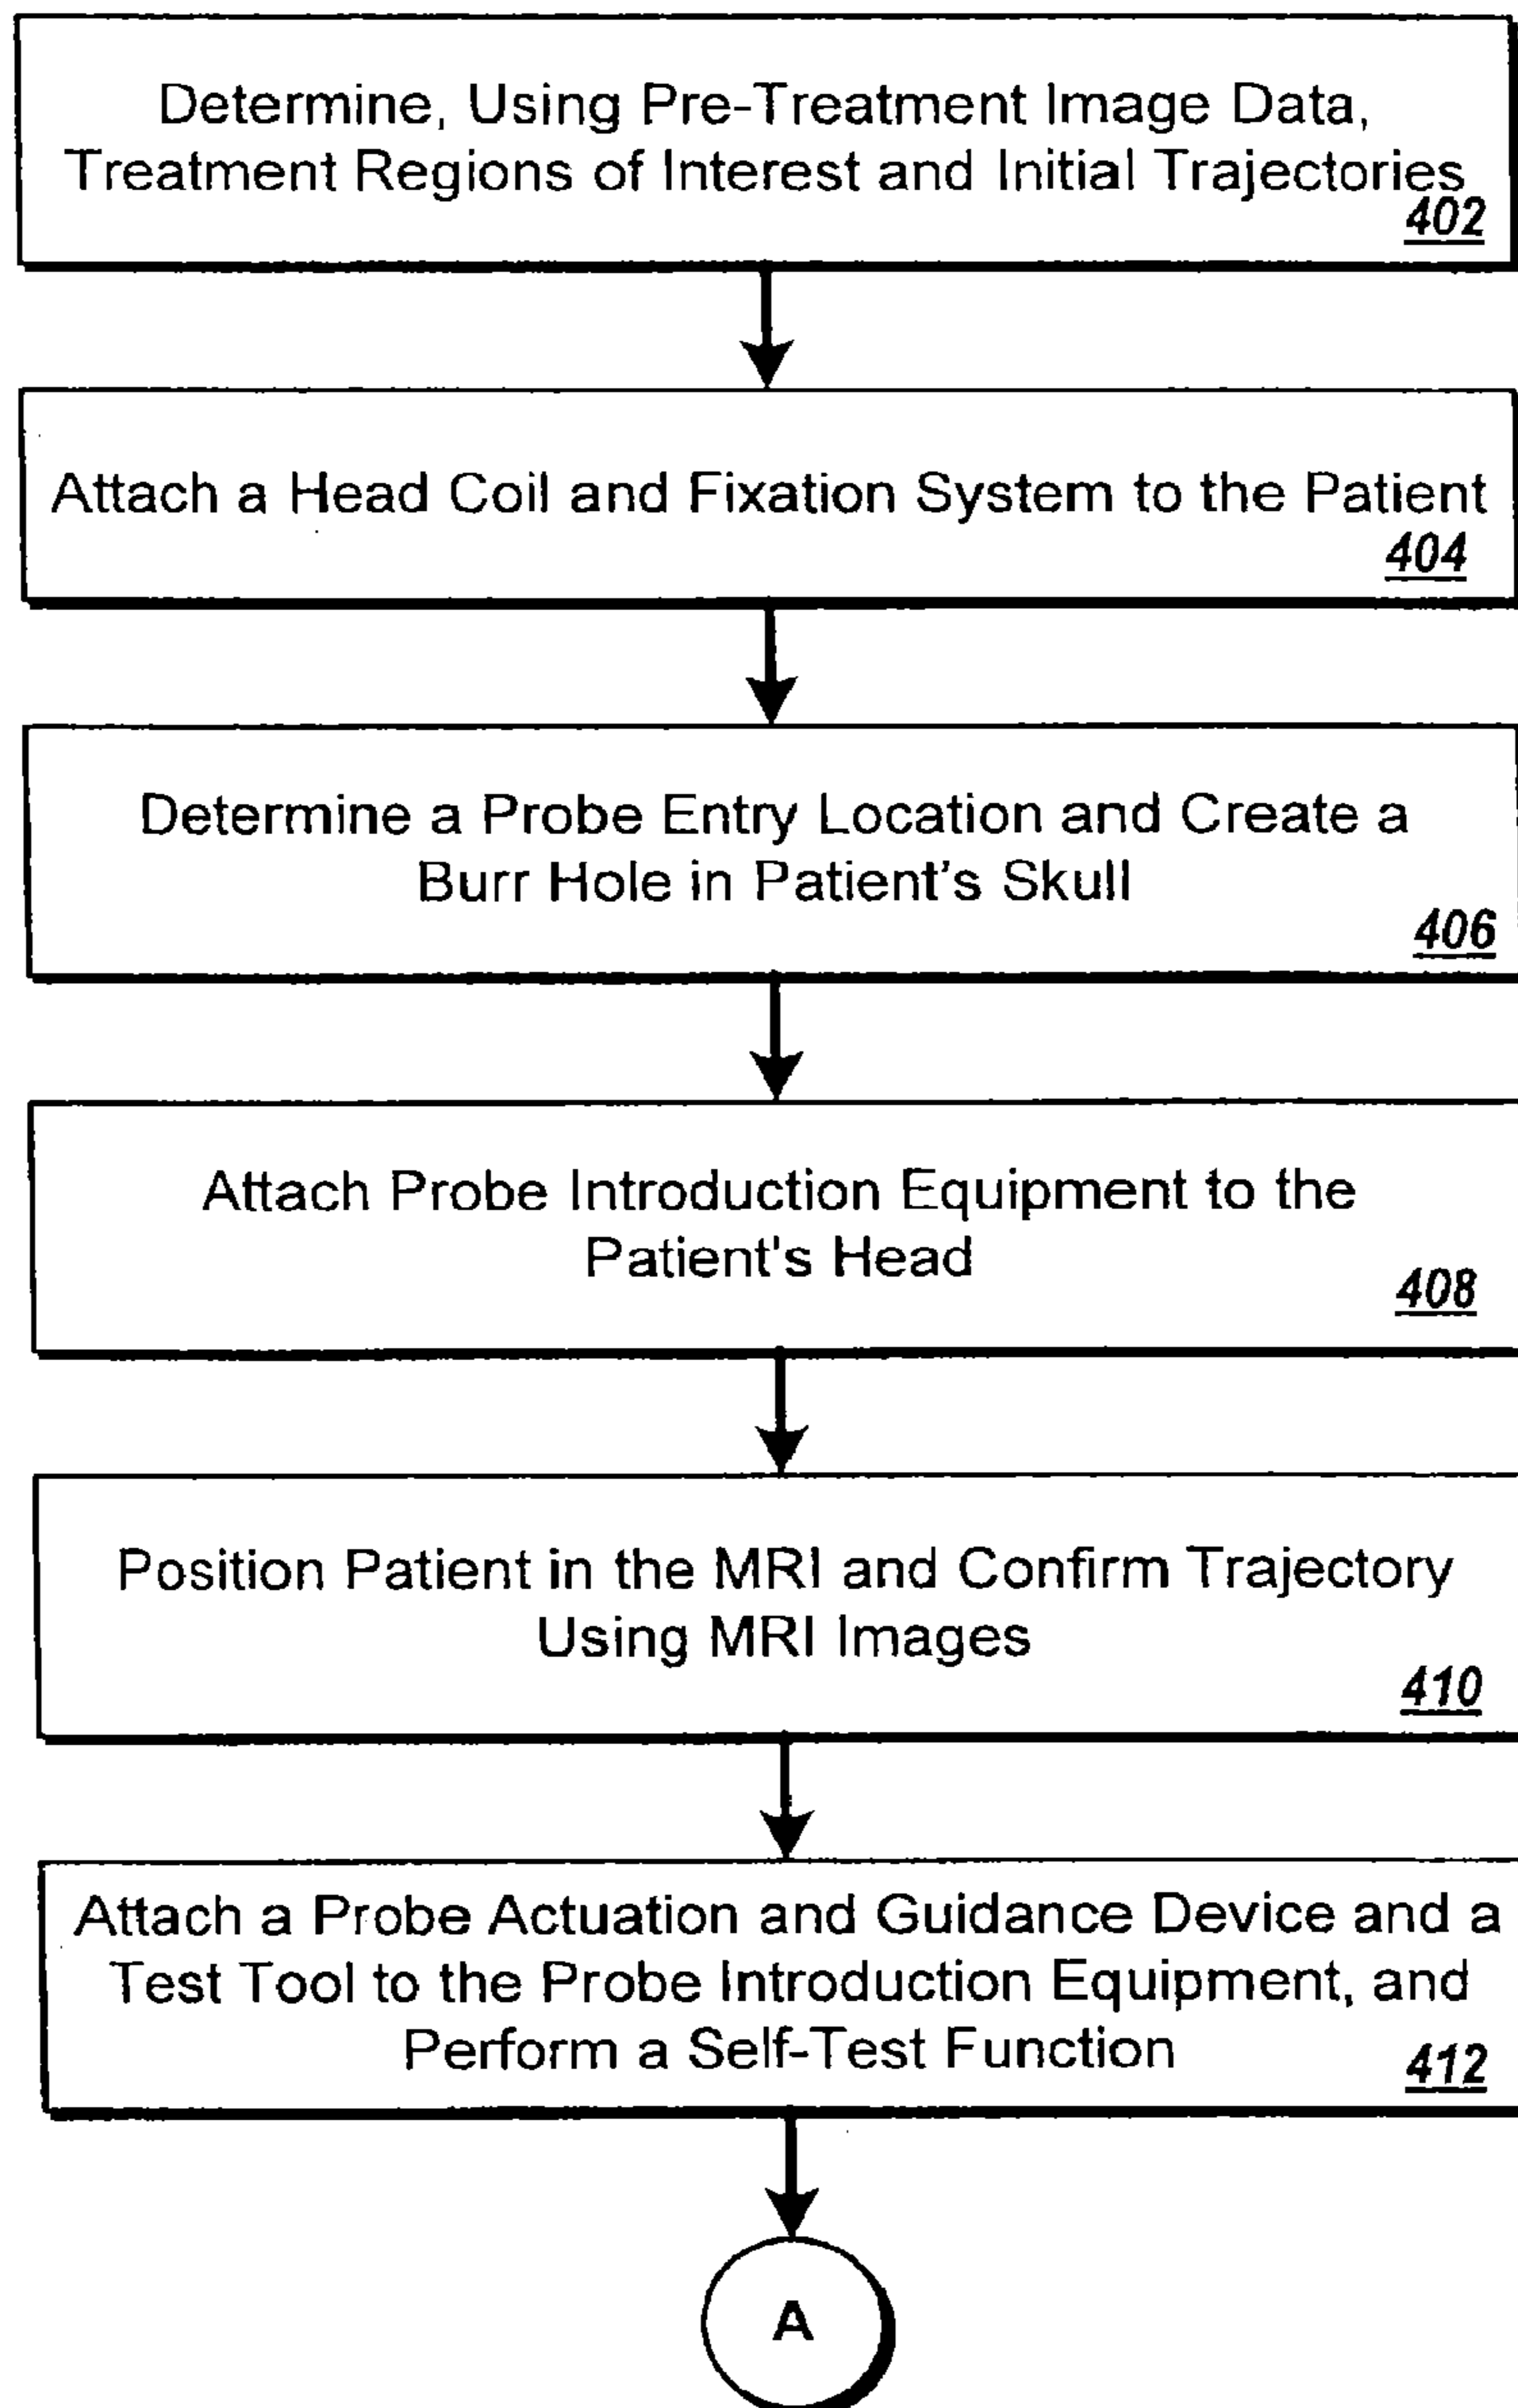 Determine, Using Pre-Treatment Image Data,
Treatment Regions of Interest and Initial Trajectories
402
Attach a Head Coil and Fixation System to the Patient
404
Determine a Probe Entry Location and Create a
Burr Hole in Patient's Skull
406
Attach Probe Introduction Equipment to the
Patient's Head
408
Position Patient in the MRI and Confirm Trajectory
Using MRI Images
410
Attach a Probe Actuation and Guidance Device and a
Test Tool to the Probe Introduction Equipment, and
Perform a Self-Test Function
412
A